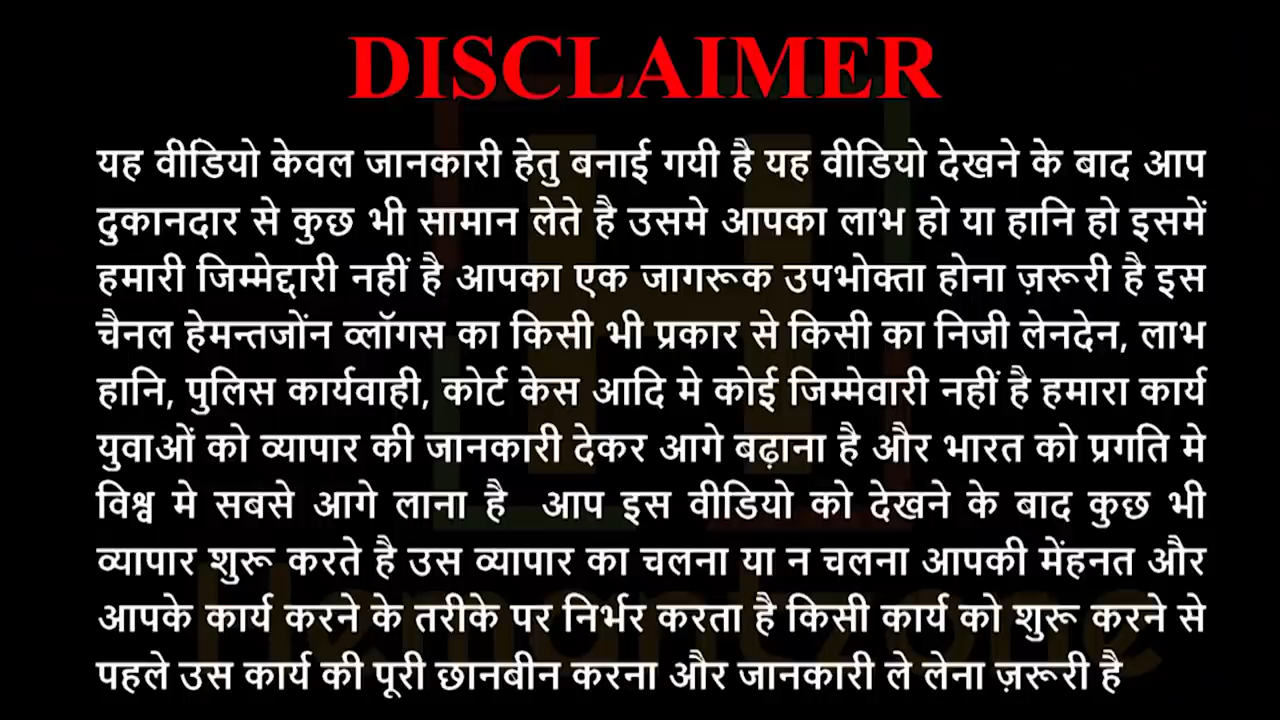 DISCLAIMER
यह वीडियो केवल जानकारी हेतु बनाई गयी है यह वीडियो देखने के बाद आप
दुकानदार से कुछ भी सामान लेते है उसमे आपका लाभ हो या हानि हो इसमें
हमारी जिम्मेद्दारी नहीं है आपका एक जागरूक उपभोक्ता होना ज़रूरी है इस
चैनल हेमन्तजोंन व्लॉगस का किसी भी प्रकार से किसी का निजी लेनदेन, लाभ
हानि, पुलिस कार्यवाही, कोर्ट केस आदि मे कोई जिम्मेवारी नहीं है हमारा कार्य
युवाओं को व्यापार की जानकारी देकर आगे बढ़ाना है और भारत को प्रगति मे
विश्व मे सबसे आगे लाना है आप इस वीडियो को देखने के बाद कुछ भी
व्यापार शुरू करते है उस व्यापार का चलना या न चलना आपकी मेंहनत और
आपके कार्य करने के तरीके पर निर्भर करता है किसी कार्य को शुरू करने से
पहले उस कार्य की पूरी छानबीन करना और जानकारी ले लेना ज़रूरी है
Hemantzone